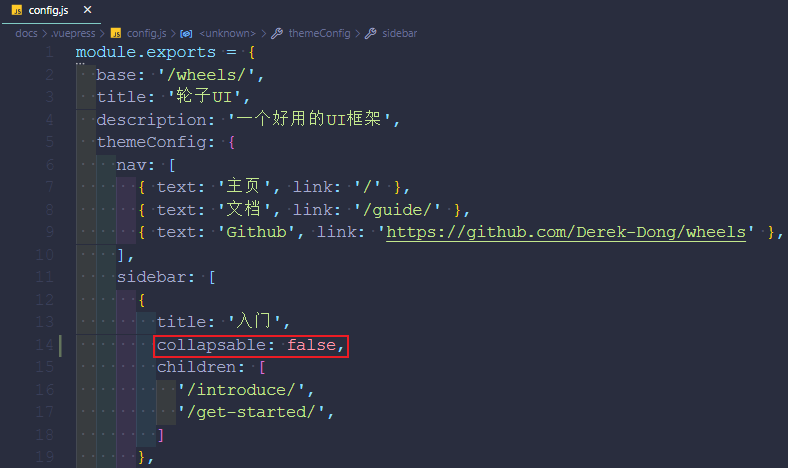 JS config.js ×
docs › .vuepress › JS config.js › <unknown> › themeConfig › sidebar
1 module.exports = {
2 base: '/wheels/',
3 title: '轮子UI',
4 description: '一个好用的UI框架',
5 themeConfig: {
6 nav: [
7 { text: '主页', link: '/' },
8 { text: '文档', link: '/guide/' },
9 { text: 'Github', link: 'https://github.com/Derek-Dong/wheels' },
10 ],
11 sidebar: [
12 {
13 title: '入门',
14 collapsable: false,
15 children: [
16 '/introduce/',
17 '/get-started/',
18 ]
19 },